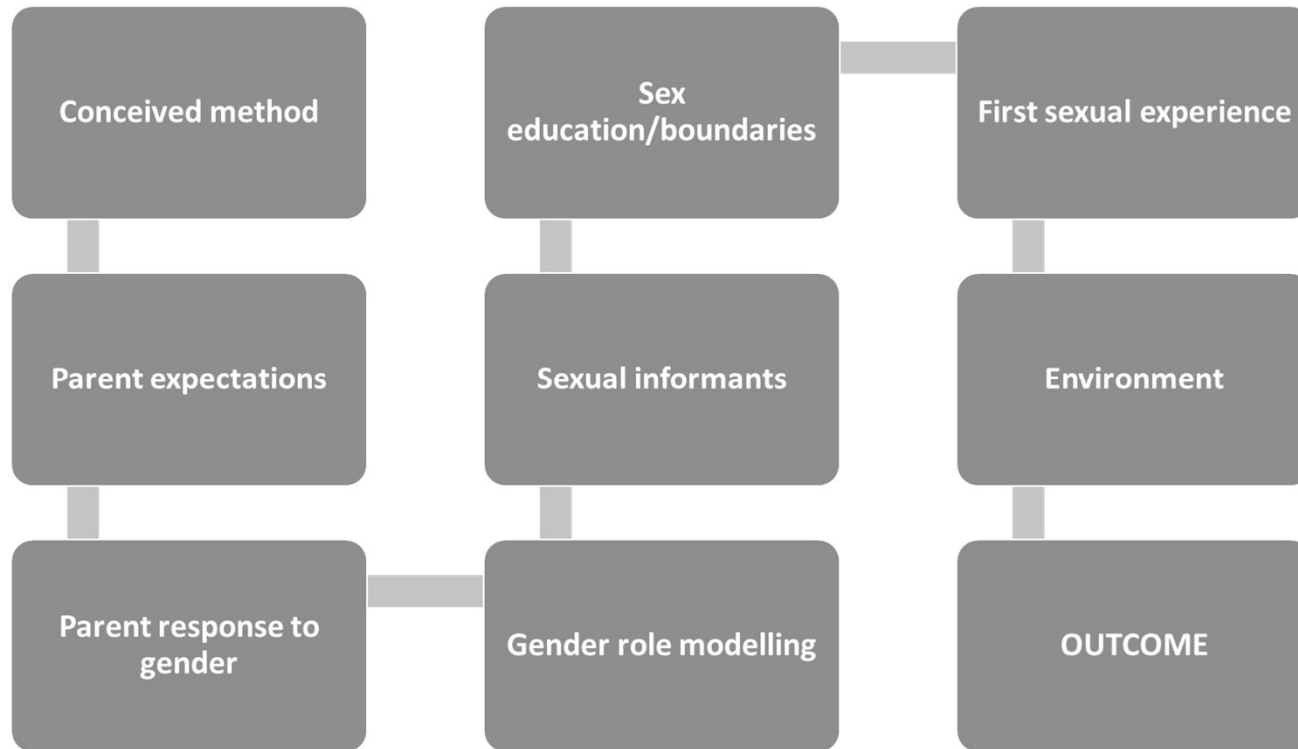 Conceived method
Parent expectations
Parent response to
gender
Gender role modelling
Sexual informants
Sex
education/boundaries
First sexual experience
Environment
OUTCOME